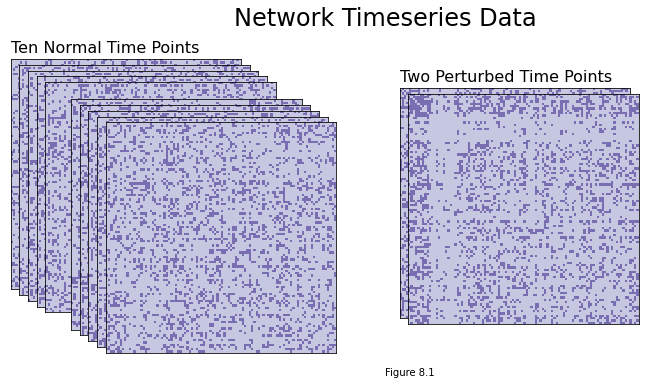 Network Timeseries Data
Ten Normal Time Points
Two Perturbed Time Points
Figure 8.1